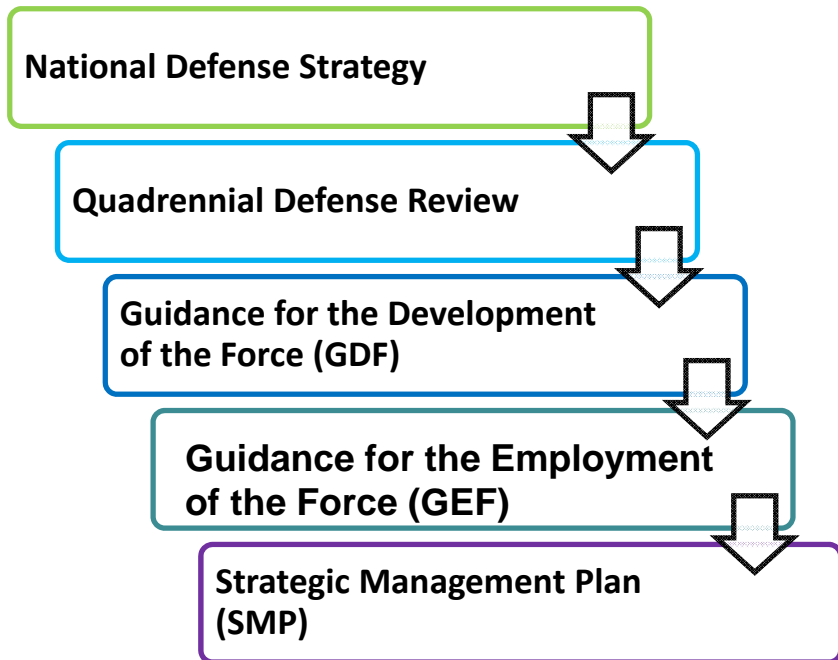 National Defense Strategy
Quadrennial Defense Review
Guidance for the Development
of the Force (GDF)
Guidance for the Employment
of the Force (GEF)
Strategic Management Plan
(SMP)